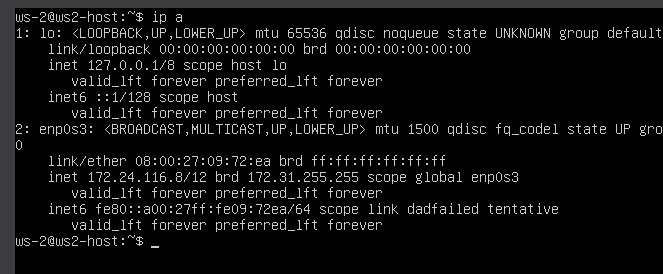 ws-2@ws2-host:~$ ip a
1: lo: <LOOPBACK,UP,LOWER_UP> mtu 65536 qdisc noqueue state UNKNOWN group default
link/loopback 00:00:00:00:00:00 brd 00:00:00:00:00:00
inet 127.0.0.1/8 scope host lo
valid_lft forever preferred_lft forever
inet6 ::1/128 scope host
valid_lft forever preferred_lft forever
2: enp0s3: <BROADCAST,MULTICAST,UP,LOWER_UP> mtu 1500 qdisc fq_codel state UP gro
0
link/ether 08:00:27:09:72:ea brd ff:ff:ff:ff:ff:ff
inet 172.24.116.8/12 brd 172.31.255.255 scope global enp0s3
valid_lft forever preferred_lft forever
inet6 fe80::a00:27ff:fe09:72ea/64 scope link dadfailed tentative
valid_lft forever preferred_lft forever
ws-2@ws2-host:~$ _